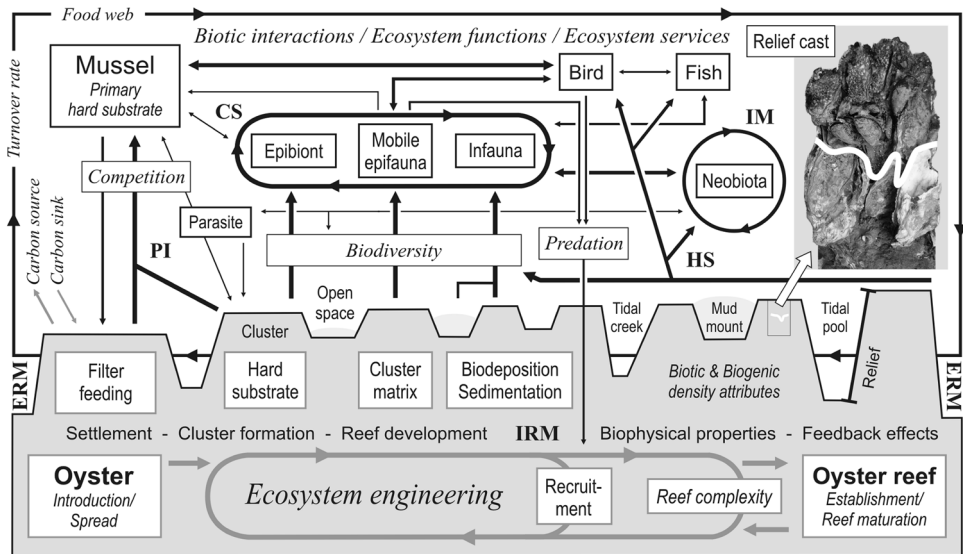 Food web
Turnover rate
Biotic interactions / Ecosystem functions / Ecosystem services
Relief cast
Mussel
Primary
hard substrate
Bird
Fish
CS
IM
Epibiont
Mobile
epifauna
Infauna
Neobiota
Competition
Parasite
Carbon source
Carbon sink
PI
Biodiversity
Predation
HS
Open
space
Tidal
creek
Mud
mount
Tidal
pool
Cluster
Relief
ERM
Filter
feeding
Hard
substrate
Cluster
matrix
Biodeposition
Sedimentation
Biotic & Biogenic
density attributes
ERM
Settlement - Cluster formation - Reef development
IRM
Biophysical properties - Feedback effects
Oyster
Introduction/
Spread
Ecosystem engineering
Recruit-
ment
Reef complexity
Oyster reef
Establishment/
Reef maturation